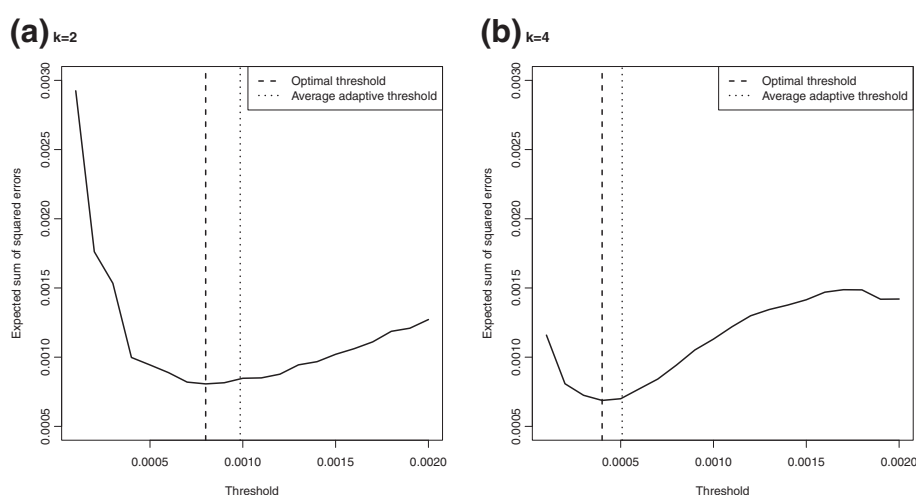 (a) k=2
Optimal threshold
Average adaptive threshold
0.0030
0.0025
0.0020
0.0015
0.0010
0.0005
Expected sum of squared errors
0.0005 0.0010 0.0015 0.0020
Threshold
(b) k=4
Optimal threshold
Average adaptive threshold
0.0030
0.0025
0.0020
0.0015
0.0010
0.0005
Expected sum of squared errors
0.0005 0.0010 0.0015 0.0020
Threshold